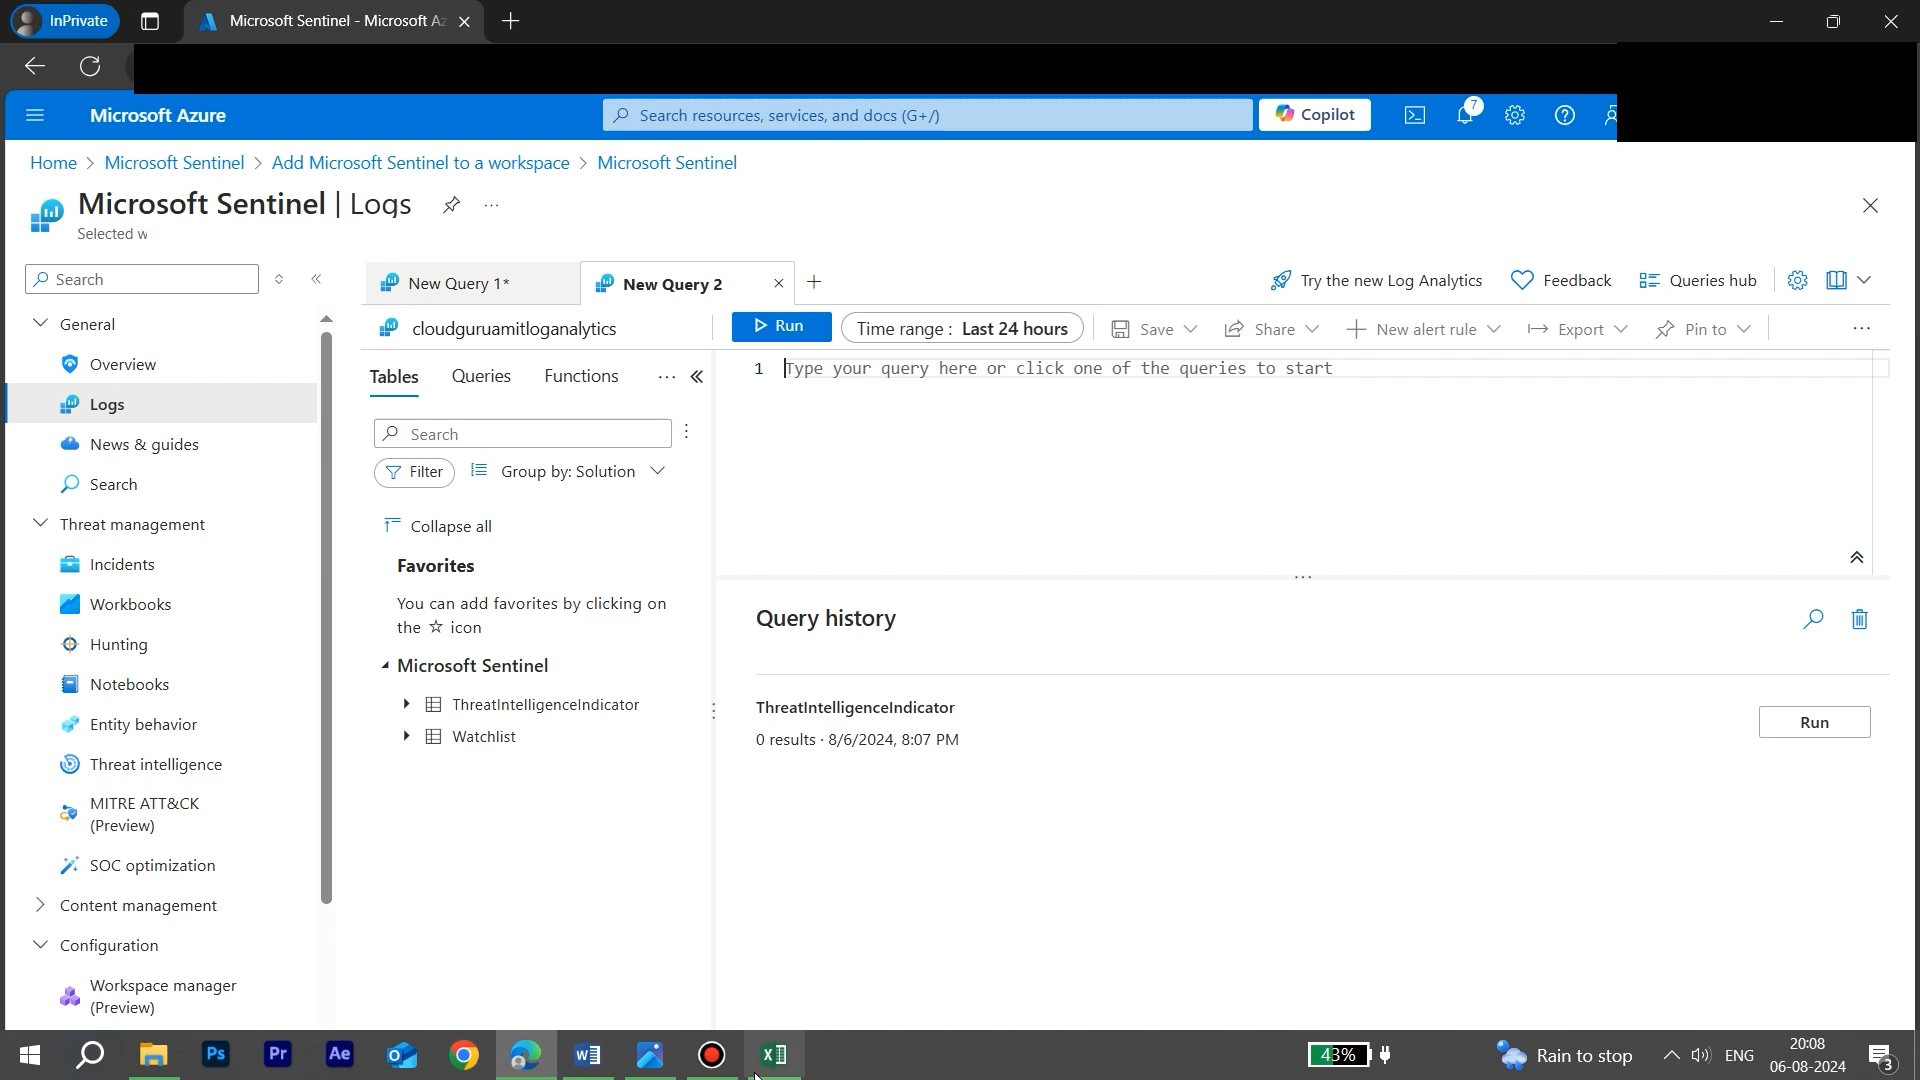 InPrivate
Microsoft Sentinel - Microsoft Az
Microsoft Azure
Search resources, services, and docs (G+/)
Copilot
7
Home > Microsoft Sentinel > Add Microsoft Sentinel to a workspace > Microsoft Sentinel
Microsoft Sentinel | Logs
...
Selected w
Search
General
Overview
Logs
News & guides
Search
Threat management
Incidents
Workbooks
Hunting
Notebooks
Entity behavior
Threat intelligence
MITRE ATT&CK
(Preview)
SOC optimization
Content management
Configuration
Workspace manager
(Preview)
New Query 1*
New Query 2
Try the new Log Analytics
Feedback
Queries hub
cloudguruamitloganalytics
Run
Time range : Last 24 hours
Save
Share
New alert rule
Export
Pin to
...
Tables
Queries
Functions
...
Search
Filter
Group by: Solution
Collapse all
Favorites
You can add favorites by clicking on
the ☆ icon
Microsoft Sentinel
ThreatIntelligenceIndicator
Watchlist
1
Type your query here or click one of the queries to start
Query history
ThreatIntelligenceIndicator
0 results · 8/6/2024, 8:07 PM
Run
Ps
Pr
Ae
43%
Rain to stop
ENG
20:08
06-08-2024
3